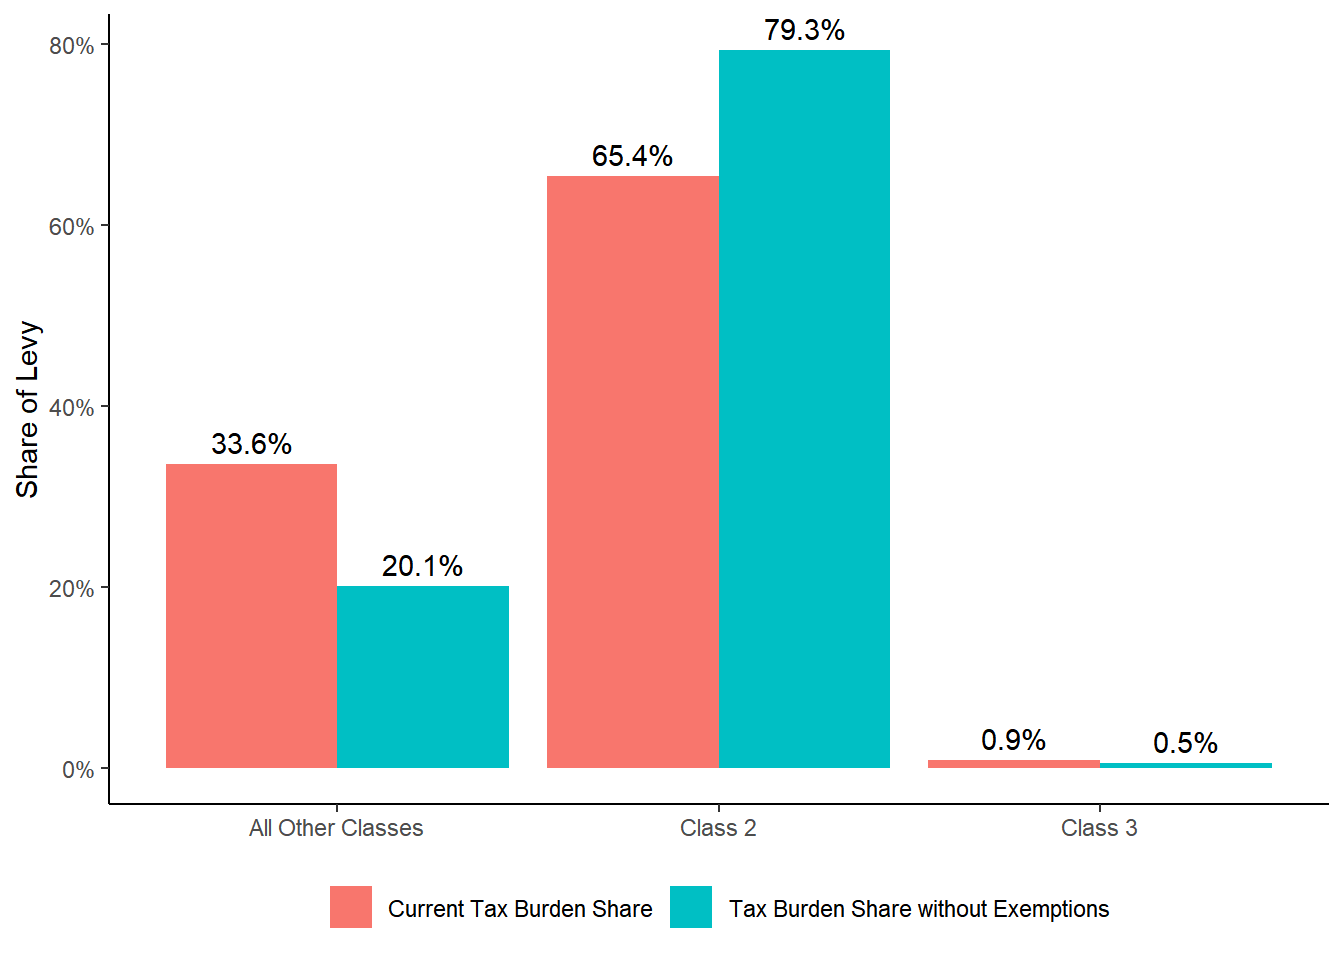 79.3%
80%
65.4%
60%
Share of Levy
40%
33.6%
20.1%
20%
0.9%
0.5%
0%
All Other Classes
Class 2
Class 3
Current Tax Burden Share
Tax Burden Share without Exemptions